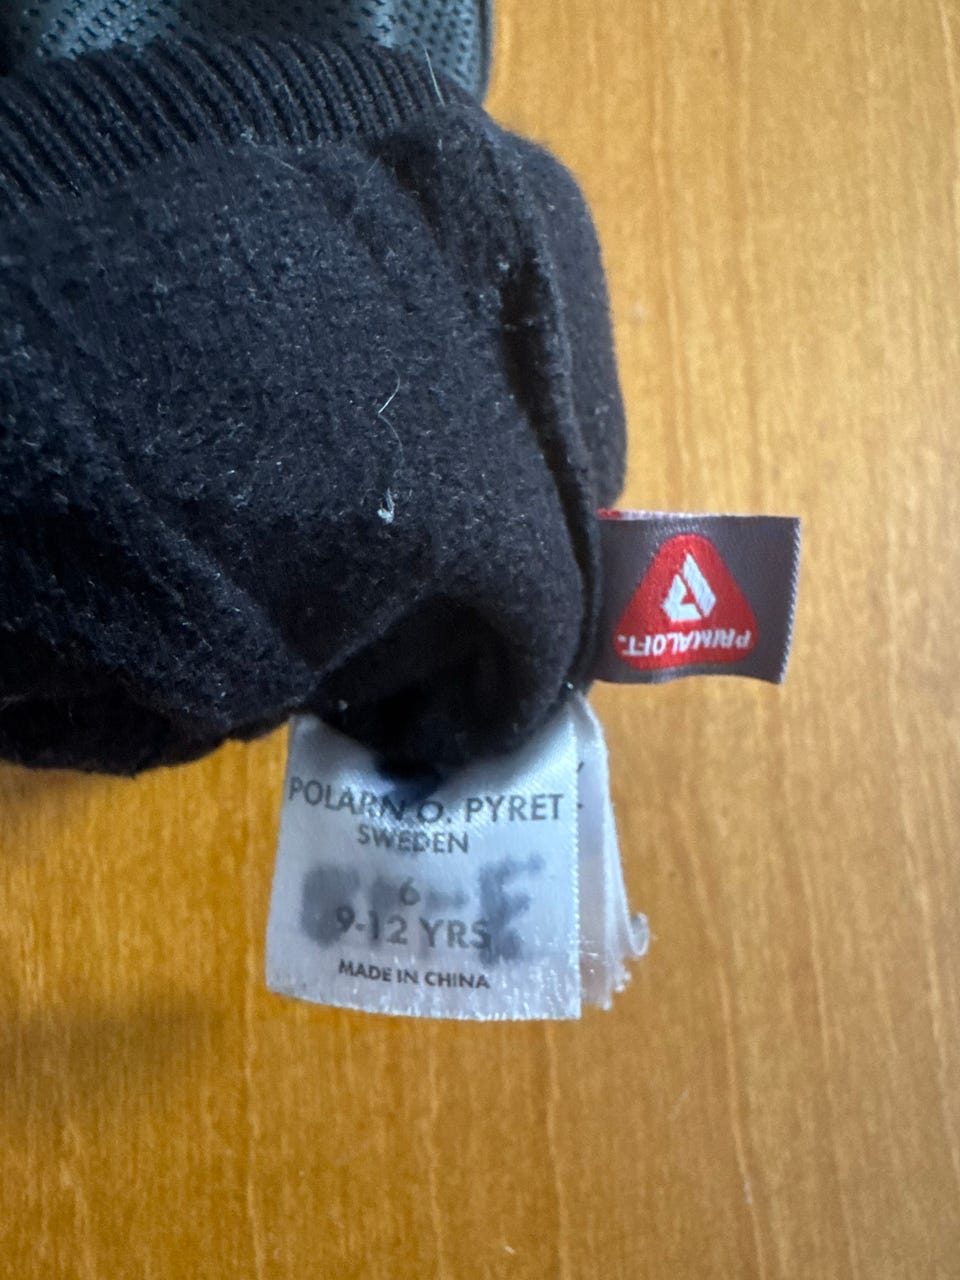 PRIMALOFT
POLARN O. PYRET
SWEDEN
6
9-12 YRS
MADE IN CHINA